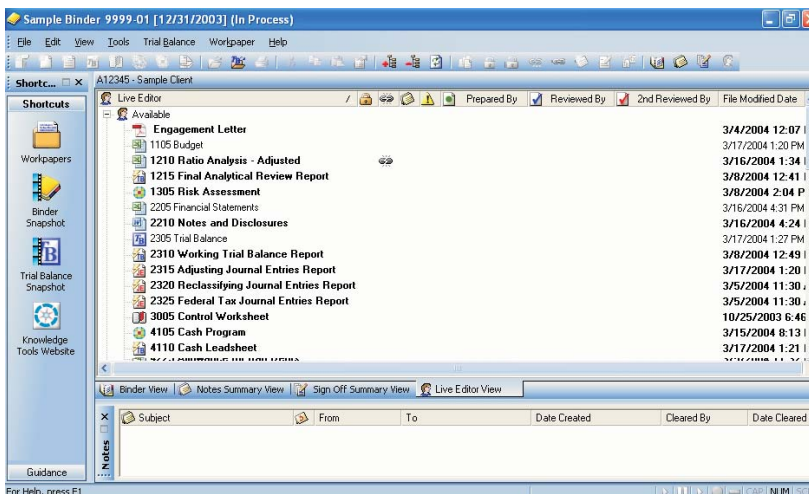 Sample Binder 9999-01 [12/31/2003] (In Process)
File Edit View Tools Trial Balance Workpaper Help
Shortc...
A12345 - Sample Client
Shortcuts
Live Editor / Prepared By Reviewed By 2nd Reviewed By File Modified Date
Available
Engagement Letter 3/4/2004 12:07
1105 Budget 3/17/2004 1:20 PM
Workpapers
1210 Ratio Analysis - Adjusted 3/16/2004 1:34
1215 Final Analytical Review Report 3/8/2004 12:41
1305 Risk Assessment 3/8/2004 2:04 P
2205 Financial Statements 3/16/2004 4:31 PM
Binder
Snapshot
2210 Notes and Disclosures 3/16/2004 4:24
2305 Trial Balance 3/17/2004 1:27 PM
2310 Working Trial Balance Report 3/8/2004 12:49
2315 Adjusting Journal Entries Report 3/17/2004 1:20
Trial Balance
Snapshot
2320 Reclassifying Journal Entries Report 3/5/2004 11:30
2325 Federal Tax Journal Entries Report 3/5/2004 11:30
3005 Control Worksheet 10/25/2003 6:46
4105 Cash Program 3/15/2004 8:13
Knowledge
Tools Website
4110 Cash Leadsheet 3/17/2004 1:21
Binder View Notes Summary View Sign Off Summary View Live Editor View
Notes
Subject From To Date Created Cleared By Date Cleared
Guidance
For Help, press F1 CAP NUM